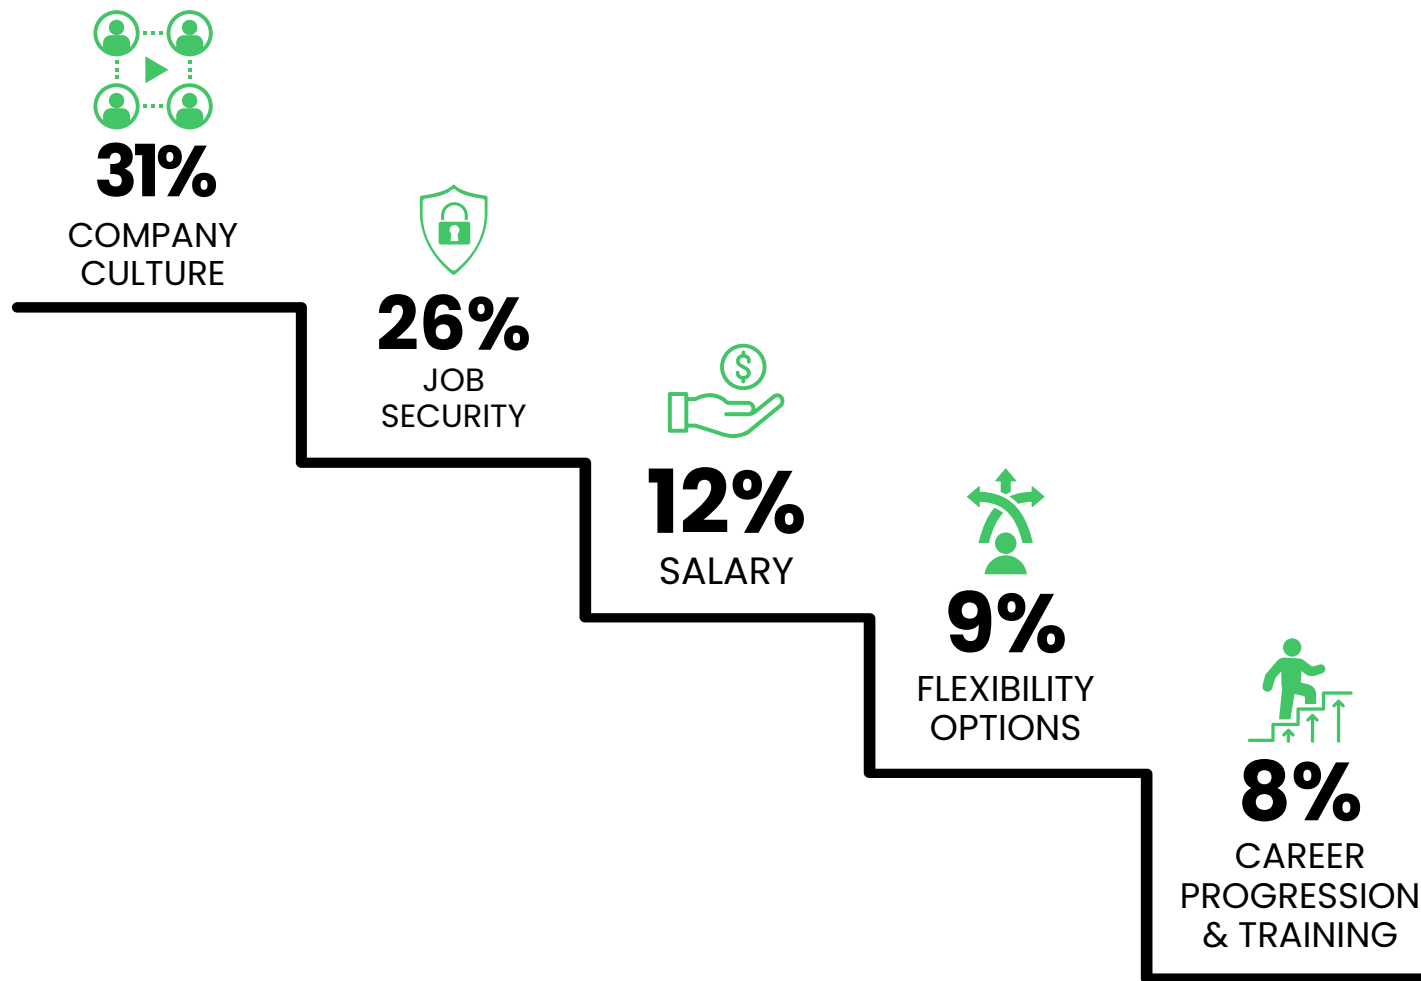 31%
COMPANY
CULTURE
26%
JOB
SECURITY
$
12%
SALARY
9%
FLEXIBILITY
OPTIONS
8%
CAREER
PROGRESSION
& TRAINING